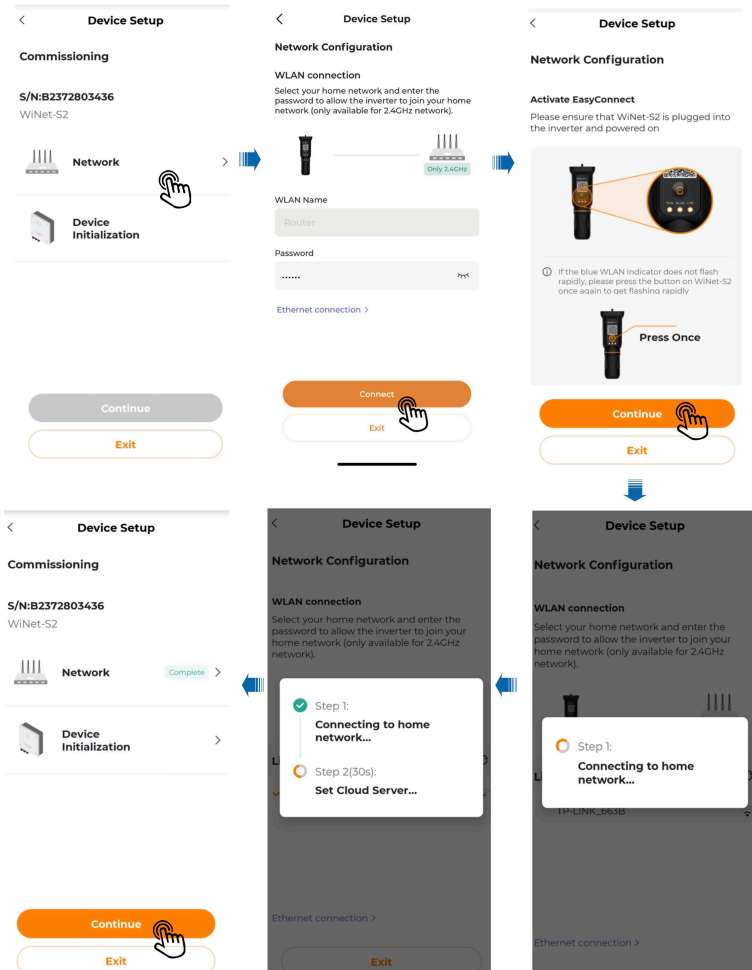 Device Setup
Commissioning
S/N:B2372803436
WiNet-S2
Network
Device
Initialization
Continue
Exit
Device Setup
Network Configuration
WLAN connection
Select your home network and enter the
password to allow the inverter to join your home
network (only available for 2.4GHz network).
Only 2.4GHz
WLAN Name
Router
Password
......
Ethernet connection >
Connect
Exit
Device Setup
Network Configuration
Activate EasyConnect
Please ensure that WiNet-S2 is plugged into
the inverter and powered on
If the blue WLAN indicator does not flash
rapidly, please press the button on WiNet-S2
once again to get flashing rapidly
Press Once
Continue
Exit
Device Setup
Commissioning
S/N:B2372803436
WiNet-S2
Network
Complete
Device
Initialization
Continue
Exit
Device Setup
Network Configuration
WLAN connection
Select your home network and enter the
password to allow the inverter to join your
home network (only available for 2.4GHz
network).
Step 1:
Connecting to home
network...
Step 2(30s):
Set Cloud Server...
Ethernet connection >
Exit
Device Setup
Network Configuration
WLAN connection
Select your home network and enter the
password to allow the inverter to join your
home network (only available for 2.4GHz
network).
Step 1:
Connecting to home
network...
TP-LINK_663B
Ethernet connection >